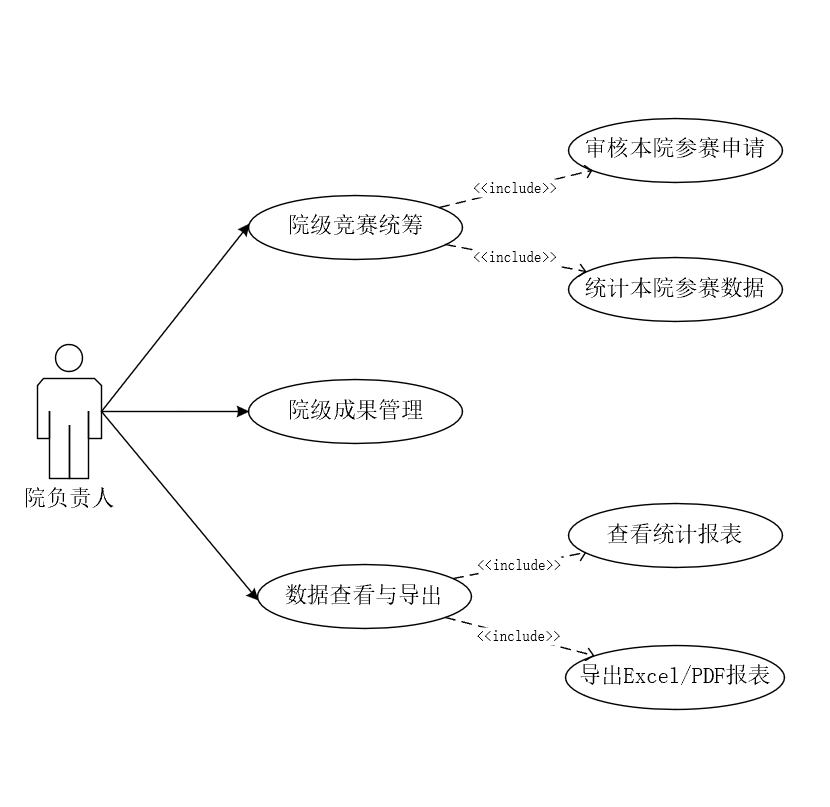 审核本院参赛申请
<<include>>
院级竞赛统筹
<<include>>
统计本院参赛数据
院级成果管理
院负责人
查看统计报表
<<include>>
数据查看与导出
<<include>>
导出Excel/PDF报表